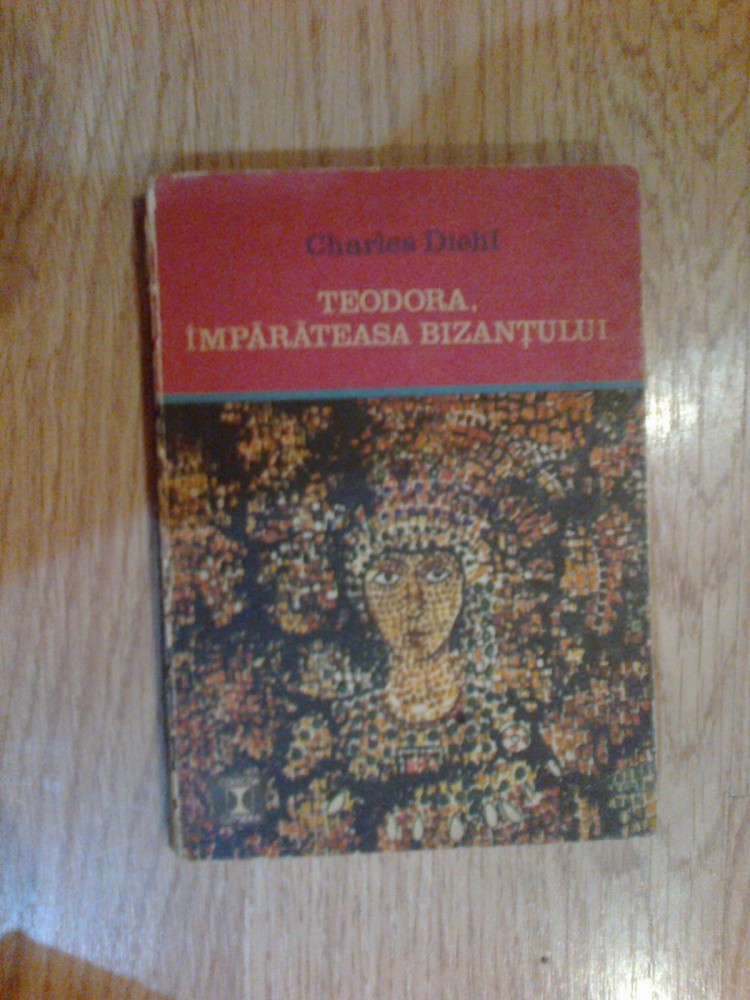 Charles Diehl
TEODORA,
ÎMPĂRĂTEASA BIZANȚULUI